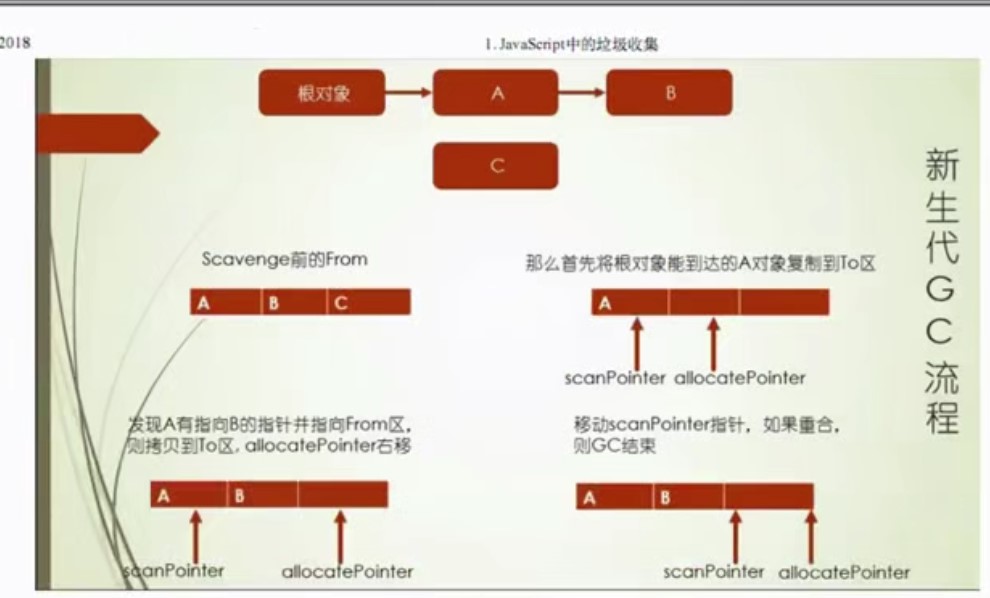 2018
1. JavaScript中的垃圾收集
根对象
A
B
C
新生代GC流程
Scavenge前的From
A
B
C
那么首先将根对象能到达的A对象复制到To区
A
scanPointer
allocatePointer
发现A有指向B的指针并指向From区，
则拷贝到To区, allocatePointer右移
A
B
scanPointer
allocatePointer
移动scanPointer指针，如果重合，
则GC结束
A
B
scanPointer
allocatePointer